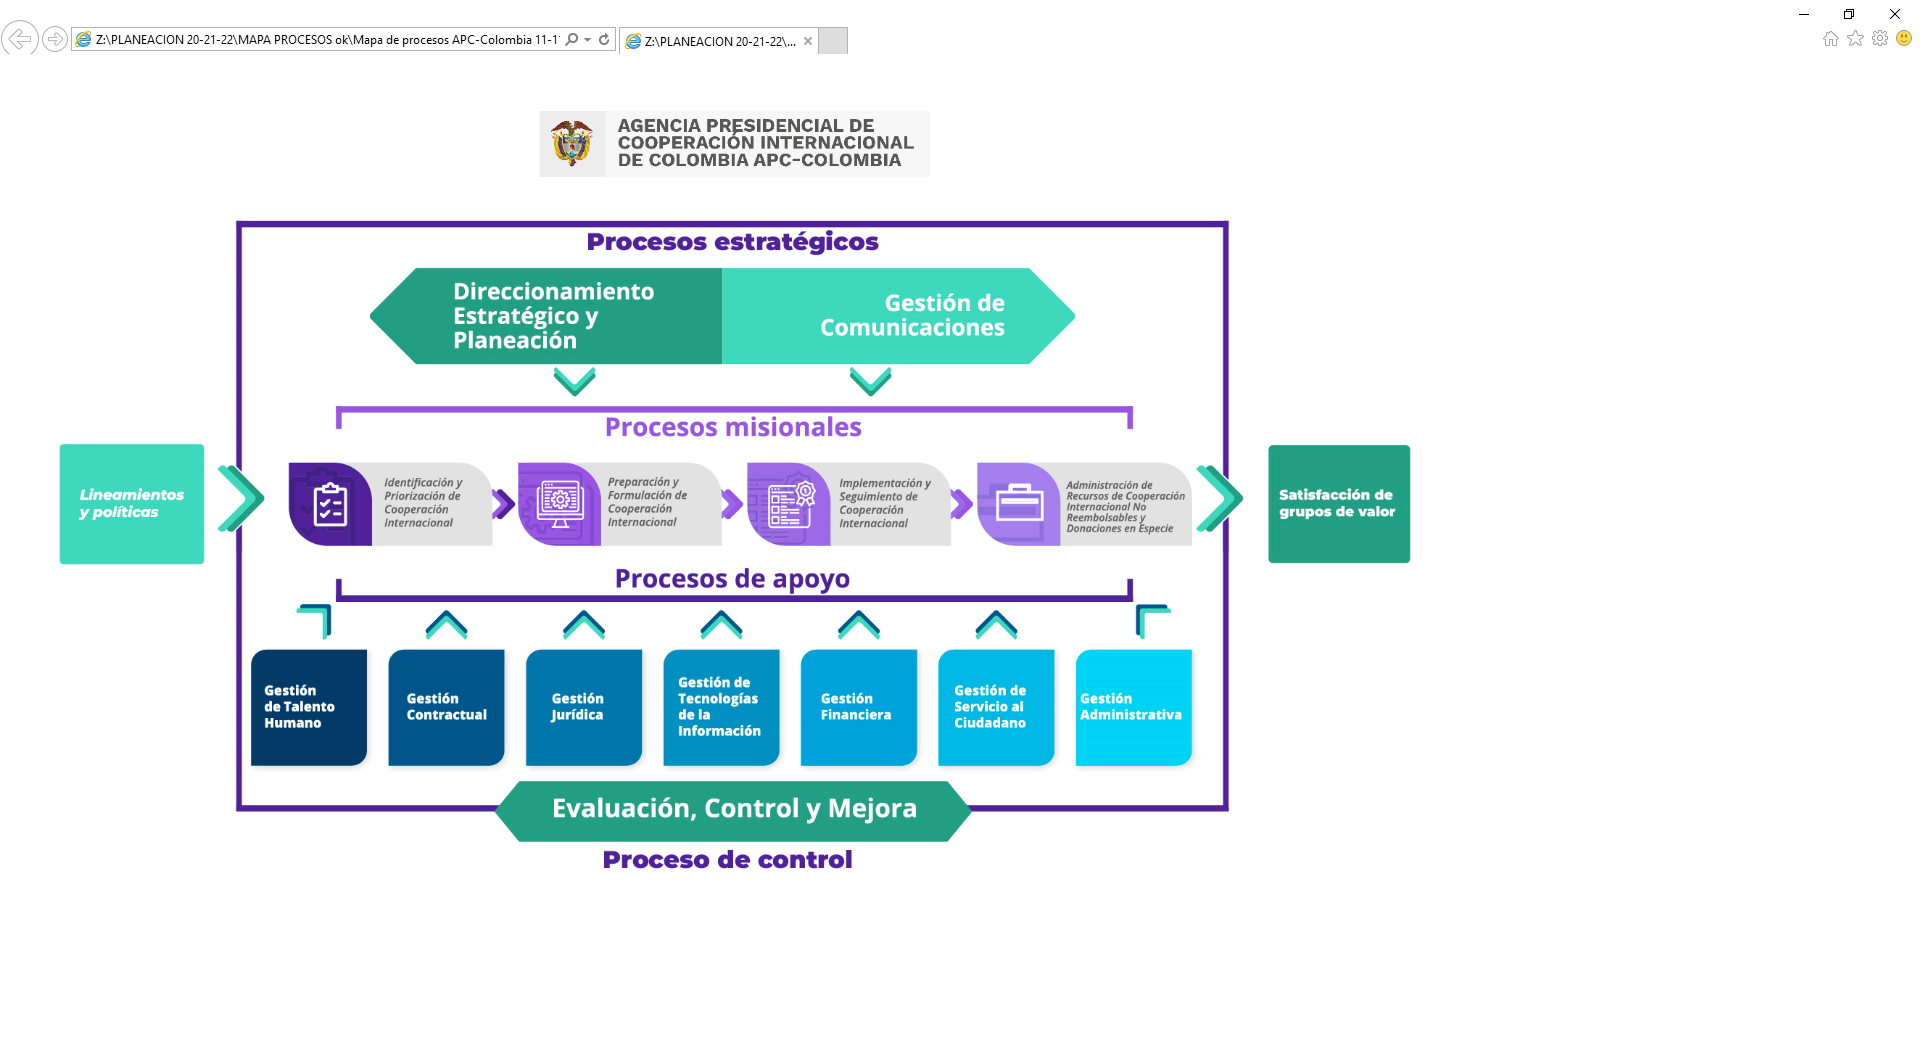 Z:\PLANEACION 20-21-22\MAPA PROCESOS ok\Mapa de procesos APC-Colombia 11-1
Z:\PLANEACION 20-21-22\...
AGENCIA PRESIDENCIAL DE
COOPERACIÓN INTERNACIONAL
DE COLOMBIA APC-COLOMBIA
Procesos estratégicos
Direccionamiento
Estratégico y
Planeación
Gestión de
Comunicaciones
Procesos misionales
Lineamientos
y políticas
Identificación y
Priorización de
Cooperación
Internacional
Preparación y
Formulación de
Cooperación
Internacional
Implementación y
Seguimiento de
Cooperación
Internacional
Administración de
Recursos de Cooperación
Internacional No
Reembolsables y
Donaciones en Especie
Satisfacción de
grupos de valor
Procesos de apoyo
Gestión
de Talento
Humano
Gestión
Contractual
Gestión
Jurídica
Gestión de
Tecnologías
de la
Información
Gestión
Financiera
Gestión de
Servicio al
Ciudadano
Gestión
Administrativa
Evaluación, Control y Mejora
Proceso de control